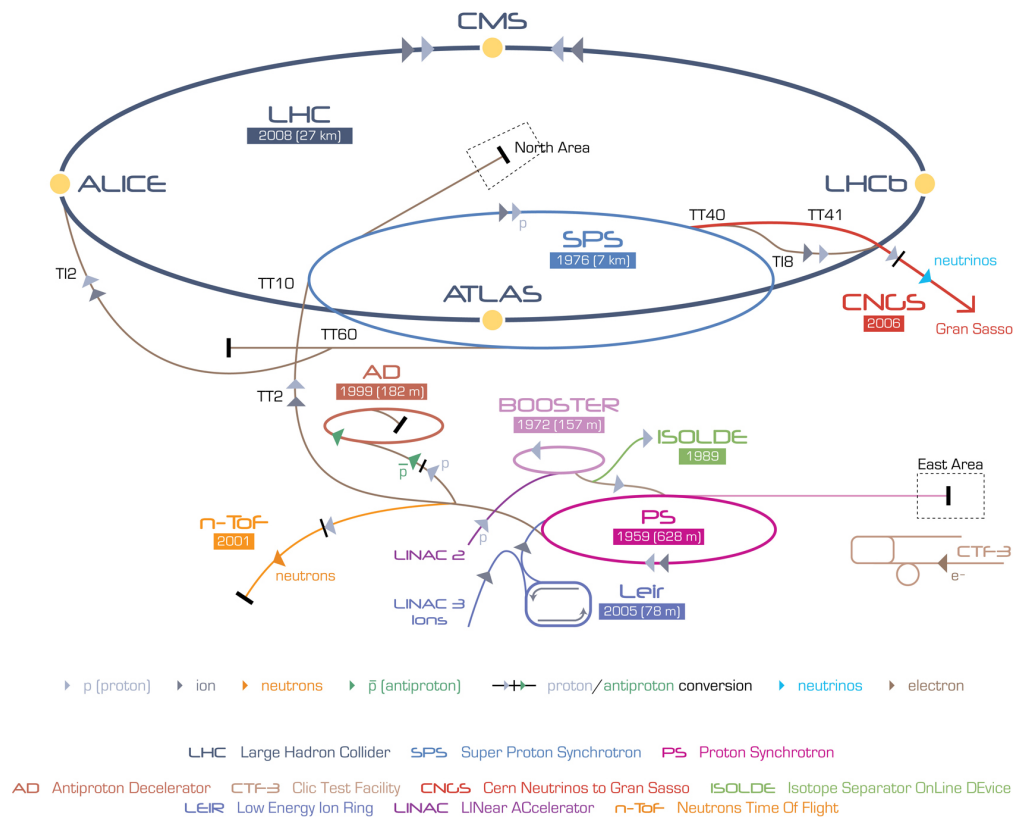 CMS
LHC
2008 (27 km)
North Area
ALICE
LHCb
TT40
TT41
p
SPS
1976 (7 km)
TI8
TI2
TT10
neutrinos
ATLAS
CNGS
2006
Gran Sasso
TT60
AD
1999 (182 m)
TT2
BOOSTER
1972 (157 m)
ISOLDE
1989
p̅
p
East Area
n-ToF
2001
PS
1959 (628 m)
LINAC 2
p
CTF3
e-
neutrons
LINAC 3
Ions
Leir
2005 (78 m)
p (proton)
ion
neutrons
p̅ (antiproton)
proton/antiproton conversion
neutrinos
electron
LHC Large Hadron Collider SPS Super Proton Synchrotron PS Proton Synchrotron
AD Antiproton Decelerator CTF3 Clic Test Facility CNGS Cern Neutrinos to Gran Sasso ISOLDE Isotope Separator OnLine DEvice
LEIR Low Energy Ion Ring LINAC LINear ACcelerator n-ToF Neutrons Time Of Flight